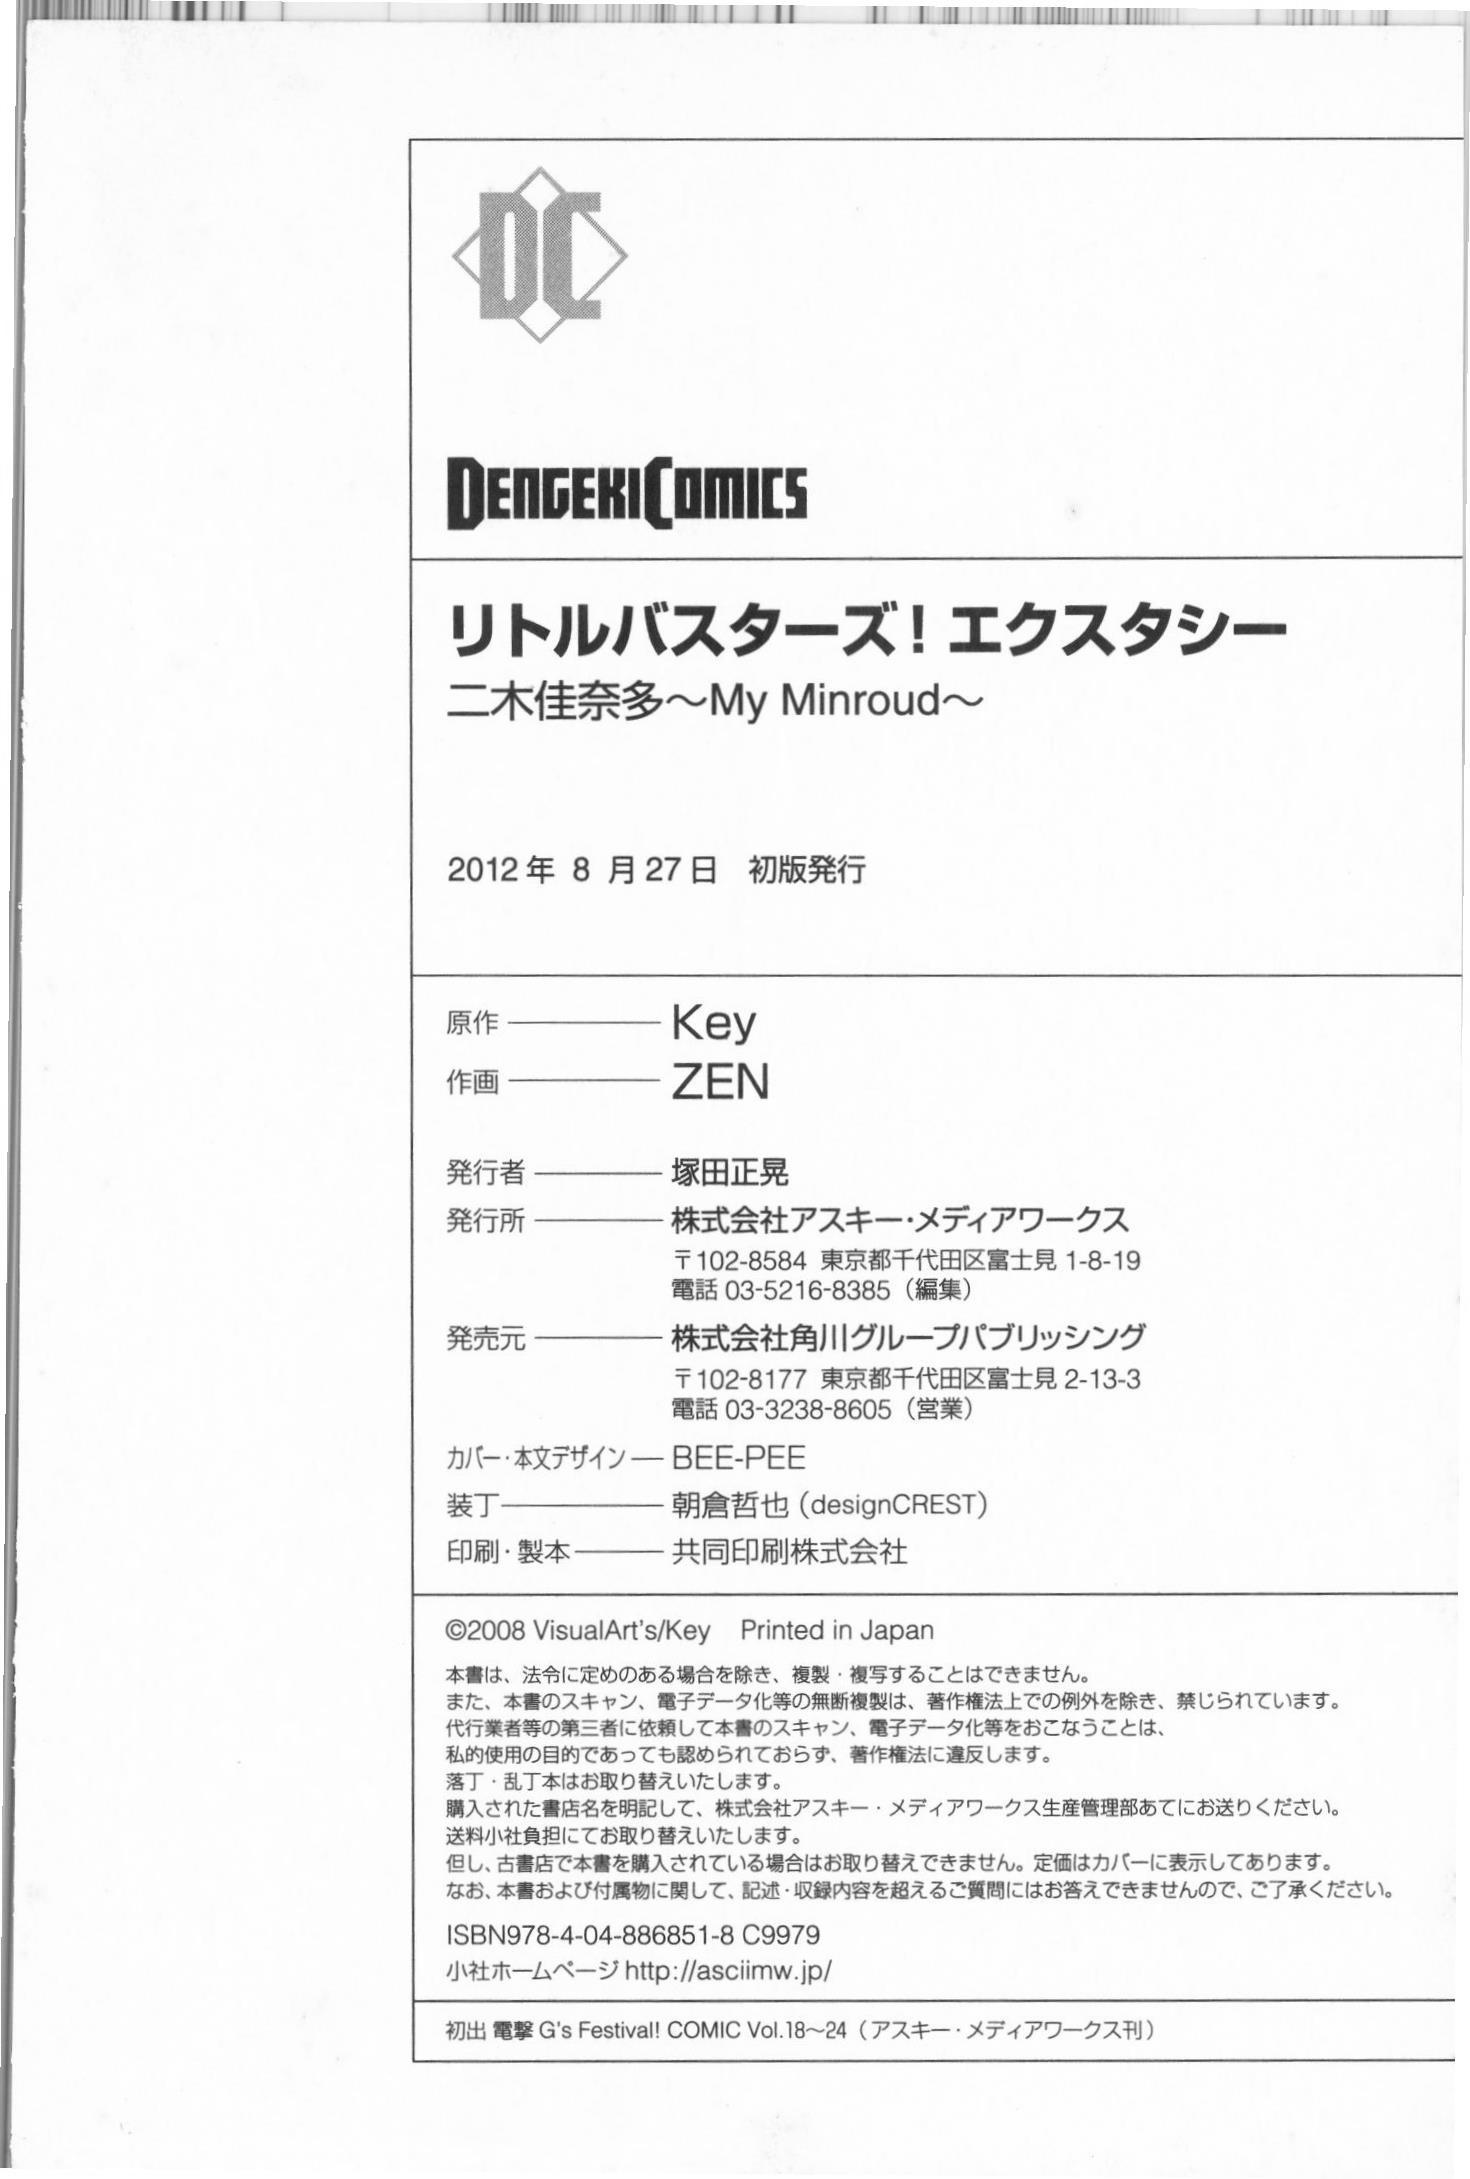 DC
DENGEKI COMICS
リトルバスターズ！エクスタシー
二木佳奈多～My Minroud～
2012年 8 月27日 初版発行
原作 Key
作画 ZEN
発行者 塚田正晃
発行所 株式会社アスキー・メディアワークス
〒102-8584 東京都千代田区富士見 1-8-19
電話 03-5216-8385（編集）
発売元 株式会社角川グループパブリッシング
〒102-8177 東京都千代田区富士見 2-13-3
電話 03-3238-8605（営業）
カバー・本文デザイン BEE-PEE
装丁 朝倉哲也（designCREST）
印刷・製本 共同印刷株式会社
©2008 VisualArt's/Key Printed in Japan
本書は、法令に定めのある場合を除き、複製・複写することはできません。
また、本書のスキャン、電子データ化等の無断複製は、著作権法上での例外を除き、禁じられています。
代行業者等の第三者に依頼して本書のスキャン、電子データ化等をおこなうことは、
私的使用の目的であっても認められておらず、著作権法に違反します。
落丁・乱丁本はお取り替えいたします。
購入された書店名を明記して、株式会社アスキー・メディアワークス生産管理部あてにお送りください。
送料小社負担にてお取り替えいたします。
但し、古書店で本書を購入されている場合はお取り替えできません。定価はカバーに表示してあります。
なお、本書および付属物に関して、記述・収録内容を超えるご質問にはお答えできませんので、ご了承ください。
ISBN978-4-04-886851-8 C9979
小社ホームページ http://asciimw.jp/
初出 電撃 G's Festival! COMIC Vol.18～24（アスキー・メディアワークス刊）